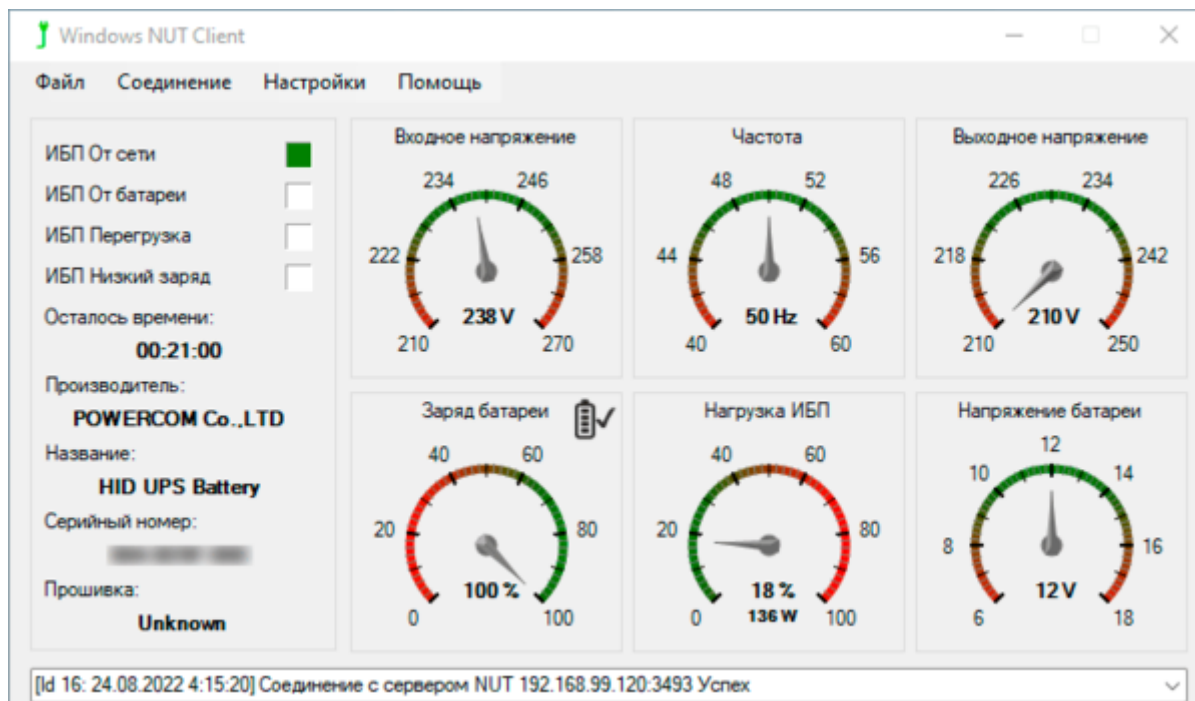 Windows NUT Client
Файл Соединение Настройки Помощь
ИБП От сети
ИБП От батареи
ИБП Перегрузка
ИБП Низкий заряд
Осталось времени:
00:21:00
Производитель:
POWERCOM Co.,LTD
Название:
HID UPS Battery
Серийный номер:
Прошивка:
Unknown
Входное напряжение
234 246
222 258
238 V
210 270
Частота
48 52
44 56
50 Hz
40 60
Выходное напряжение
226 234
218 242
210 V
210 250
Заряд батареи
40 60
20 80
100 %
0 100
Нагрузка ИБП
40 60
20 80
18 %
136 W
0 100
Напряжение батареи
12
10 14
8 16
12 V
6 18
[Id 16: 24.08.2022 4:15:20] Соединение с сервером NUT 192.168.99.120:3493 Успех